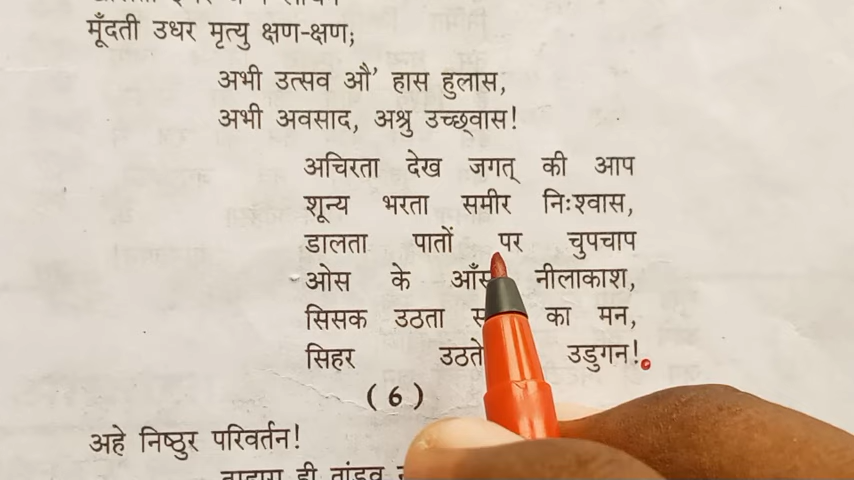 मूँदती उधर मृत्यु क्षण-क्षण;
अभी उत्सव औ’ हास हुलास,
अभी अवसाद, अश्रु उच्छ्वास!
अचिरता देख जगत् की आप
शून्य भरता समीर निःश्वास,
डालता पातों पर चुपचाप
ओस के आँस नीलाकाश,
सिसक उठता का मन,
सिहर उठते उडुगन!
(6)
अहे निष्ठुर परिवर्तन!
ही तांडव